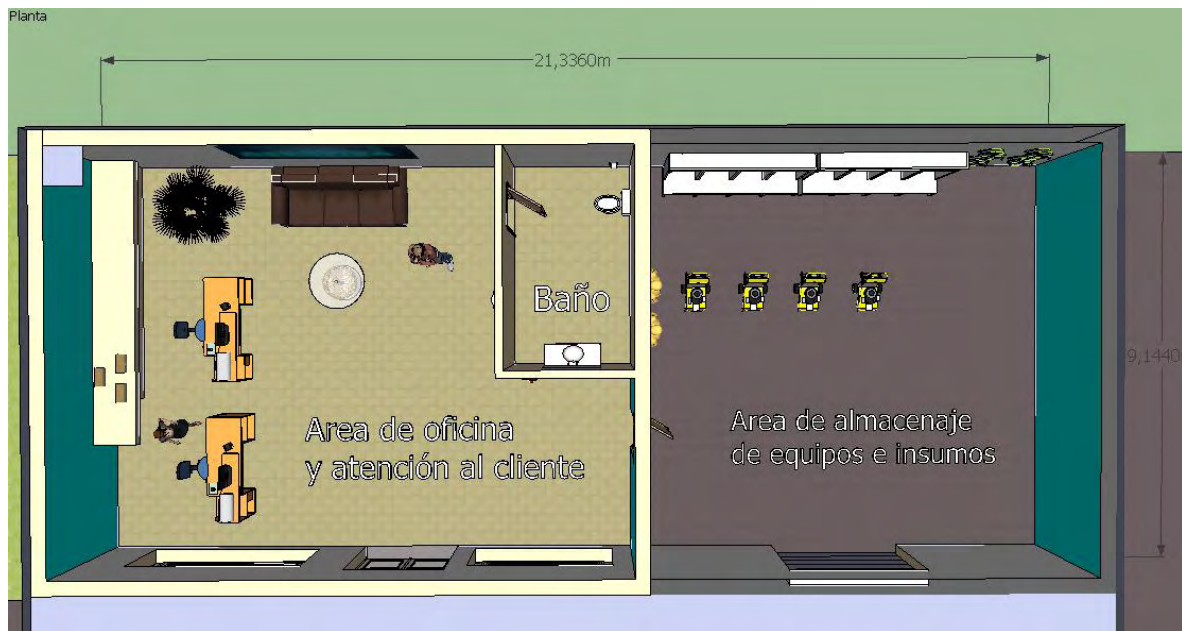 Planta
21,3360m
Baño
9,1440
Area de oficina
y atención al cliente
Area de almacenaje
de equipos e insumos